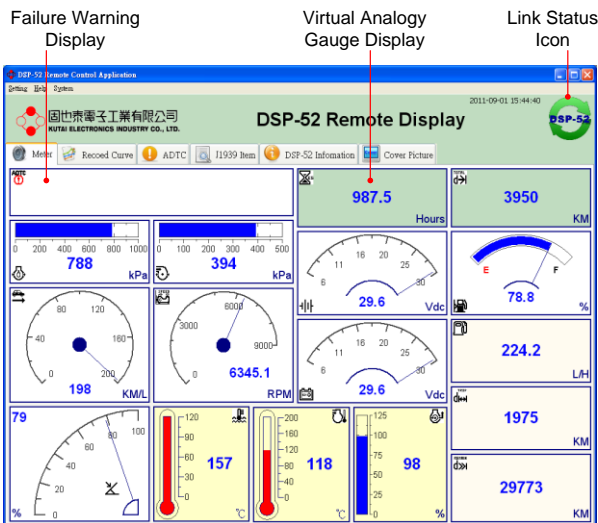 Failure Warning
Display
Virtual Analogy
Gauge Display
Link Status
Icon
DSP-52 Remote Control Application
Setting Help System
2011-09-01 15:44:40
固也泰電子工業有限公司
KUTAI ELECTRONICS INDUSTRY CO., LTD.
DSP-52 Remote Display
DSP-52
Meter Recoed Curve ADTC J1939 Item DSP-52 Infomation Cover Picture
ADTC
987.5
Hours
TOTAL
3950
KM
0 200 400 600 800 1000
788
kPa
0 100 200 300 400 500
394
kPa
6 11 16 20 25 30
29.6
Vdc
E F
78.8
%
0 40 80 120 160 200
198
KM/L
0 3000 6000 9000
6345.1
RPM
6 11 16 20 25 30
29.6
Vdc
224.2
L/H
1975
KM
29773
KM
79
0 20 40 60 80 100
%
120
90
60
30
0
157
℃
200
160
120
80
40
0
118
℃
125
100
75
50
25
0
98
%